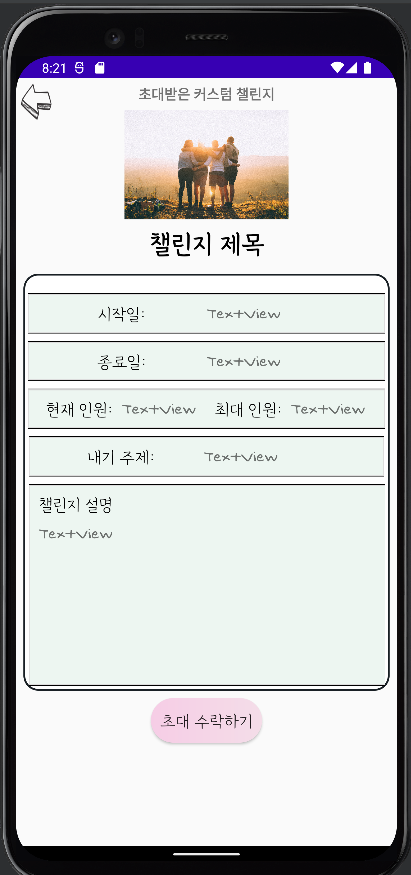 8:21
초대받은 커스텀 챌린지
챌린지 제목
시작일: TextView
종료일: TextView
현재 인원: TextView 최대 인원: TextView
내기 주제: TextView
챌린지 설명
TextView
초대 수락하기